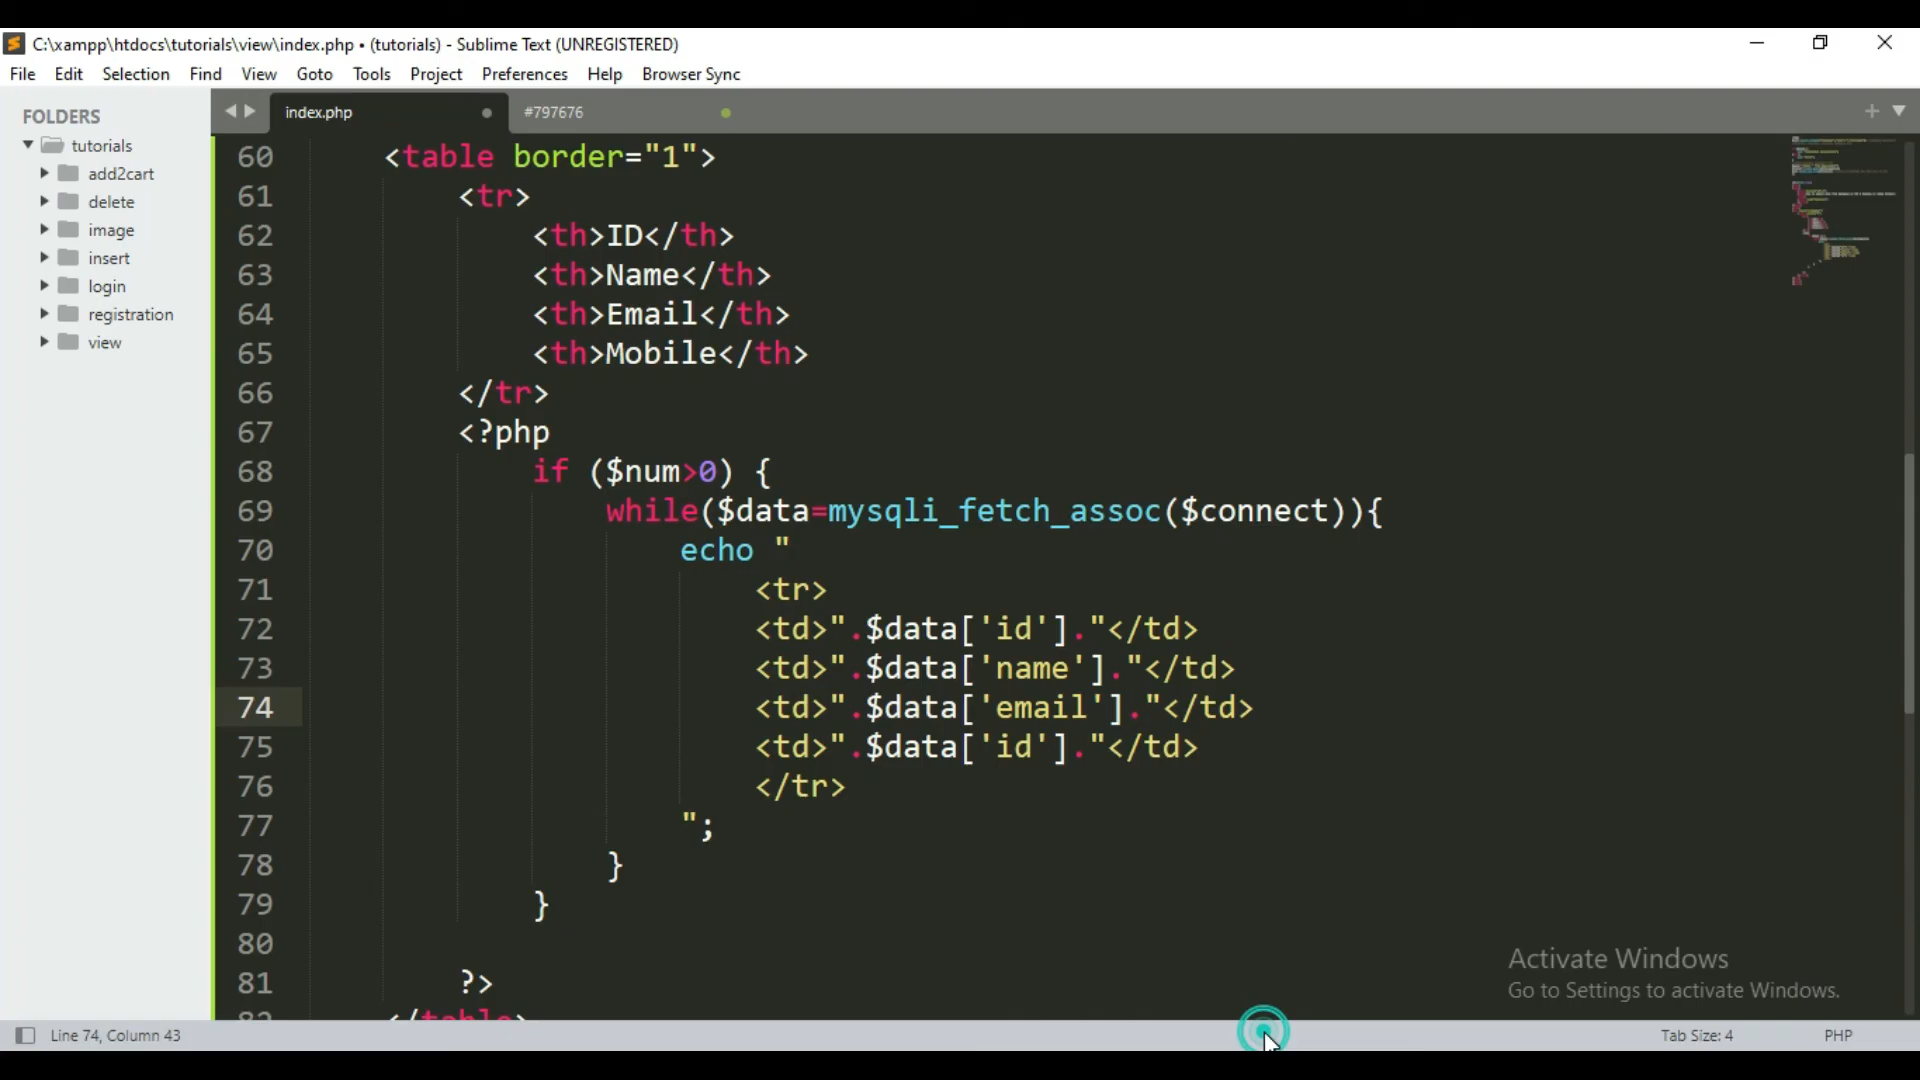 C:\xampp\htdocs\tutorials\view\index.php • (tutorials) - Sublime Text (UNREGISTERED)
File Edit Selection Find View Goto Tools Project Preferences Help Browser Sync
FOLDERS
tutorials
add2cart
delete
image
insert
login
registration
view
index.php
#797676
60 <table border="1">
61 <tr>
62 <th>ID</th>
63 <th>Name</th>
64 <th>Email</th>
65 <th>Mobile</th>
66 </tr>
67 <?php
68 if ($num>0) {
69 while($data=mysqli_fetch_assoc($connect)){
70 echo "
71 <tr>
72 <td>".$data['id']."</td>
73 <td>".$data['name']."</td>
74 <td>".$data['email']."</td>
75 <td>".$data['id']."</td>
76 </tr>
77 ";
78 }
79 }
80
81 ?>
82 </table>
Activate Windows
Go to Settings to activate Windows.
Line 74, Column 43
Tab Size: 4
PHP